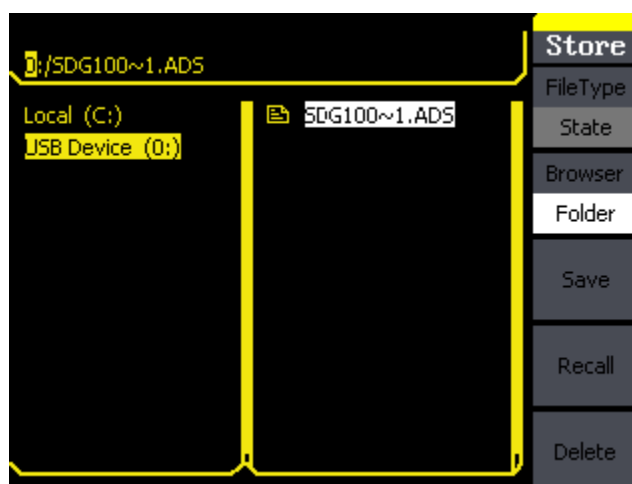 0:/SDG100~1.ADS
Local (C:)
USB Device (0:)
SDG100~1.ADS
Store
FileType
State
Browser
Folder
Save
Recall
Delete